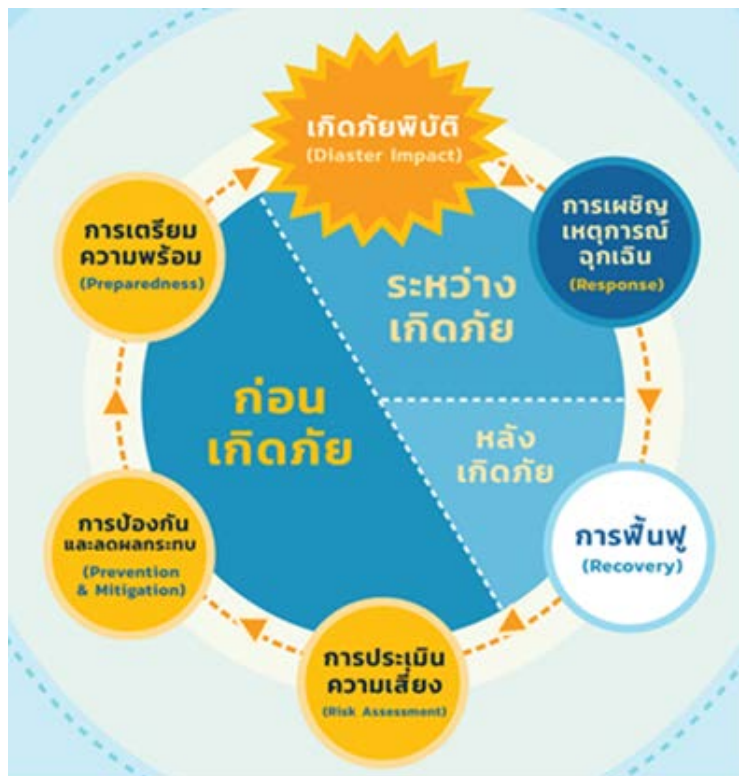 เกิดภัยพิบัติ
(Diaster Impact)
การเผชิญ
เหตุการณ์
ฉุกเฉิน
(Response)
การเตรียม
ความพร้อม
(Preparedness)
ระหว่าง
เกิดภัย
ก่อน
เกิดภัย
หลัง
เกิดภัย
การป้องกัน
และลดผลกระทบ
(Prevention
& Mitigation)
การฟื้นฟู
(Recovery)
การประเมิน
ความเสี่ยง
(Risk Assessment)